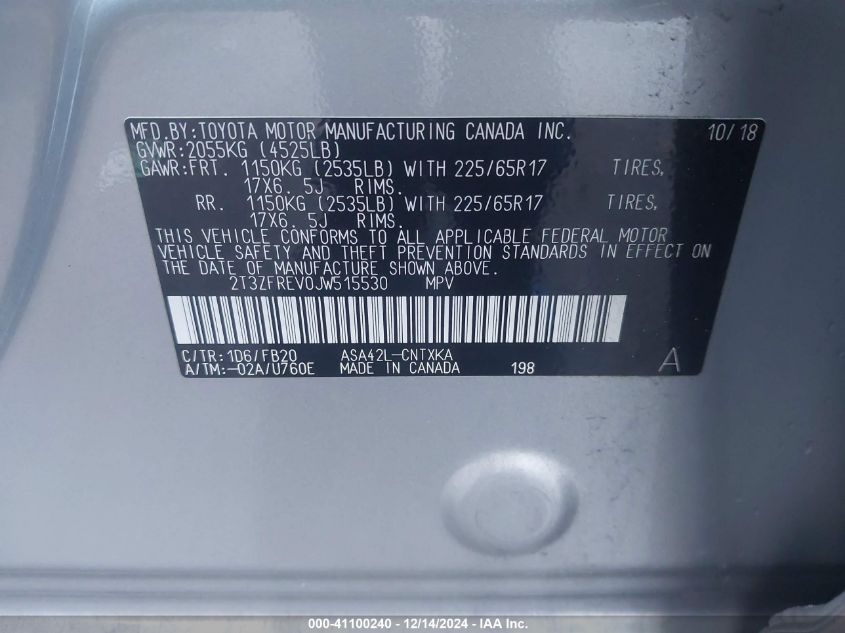 MFD. BY:TOYOTA MOTOR MANUFACTURING CANADA INC. 10/18
GVWR:2055KG (4525LB)
GAWR:FRT. 1150KG (2535LB) WITH 225/65R17 TIRES,
17X6. 5J RIMS.
RR. 1150KG (2535LB) WITH 225/65R17 TIRES,
17X6. 5J RIMS.
THIS VEHICLE CONFORMS TO ALL APPLICABLE FEDERAL MOTOR
VEHICLE SAFETY AND THEFT PREVENTION STANDARDS IN EFFECT ON
THE DATE OF MANUFACTURE SHOWN ABOVE.
2T3ZFREV0JW515530 MPV
C/TR:1D6/FB20 ASA42L-CNTXKA
A/TM:-02A/U760E MADE IN CANADA 198 A
000-41100240 - 12/14/2024 - IAA Inc.